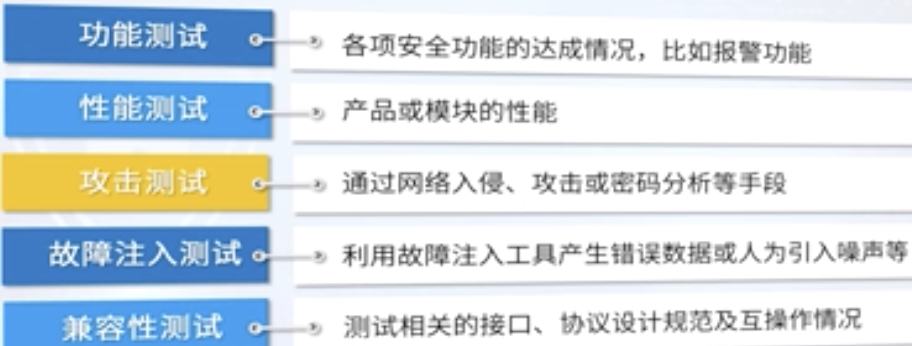 功能测试 各项安全功能的达成情况，比如报警功能
性能测试 产品或模块的性能
攻击测试 通过网络入侵、攻击或密码分析等手段
故障注入测试 利用故障注入工具产生错误数据或人为引入噪声等
兼容性测试 测试相关的接口、协议设计规范及互操作情况